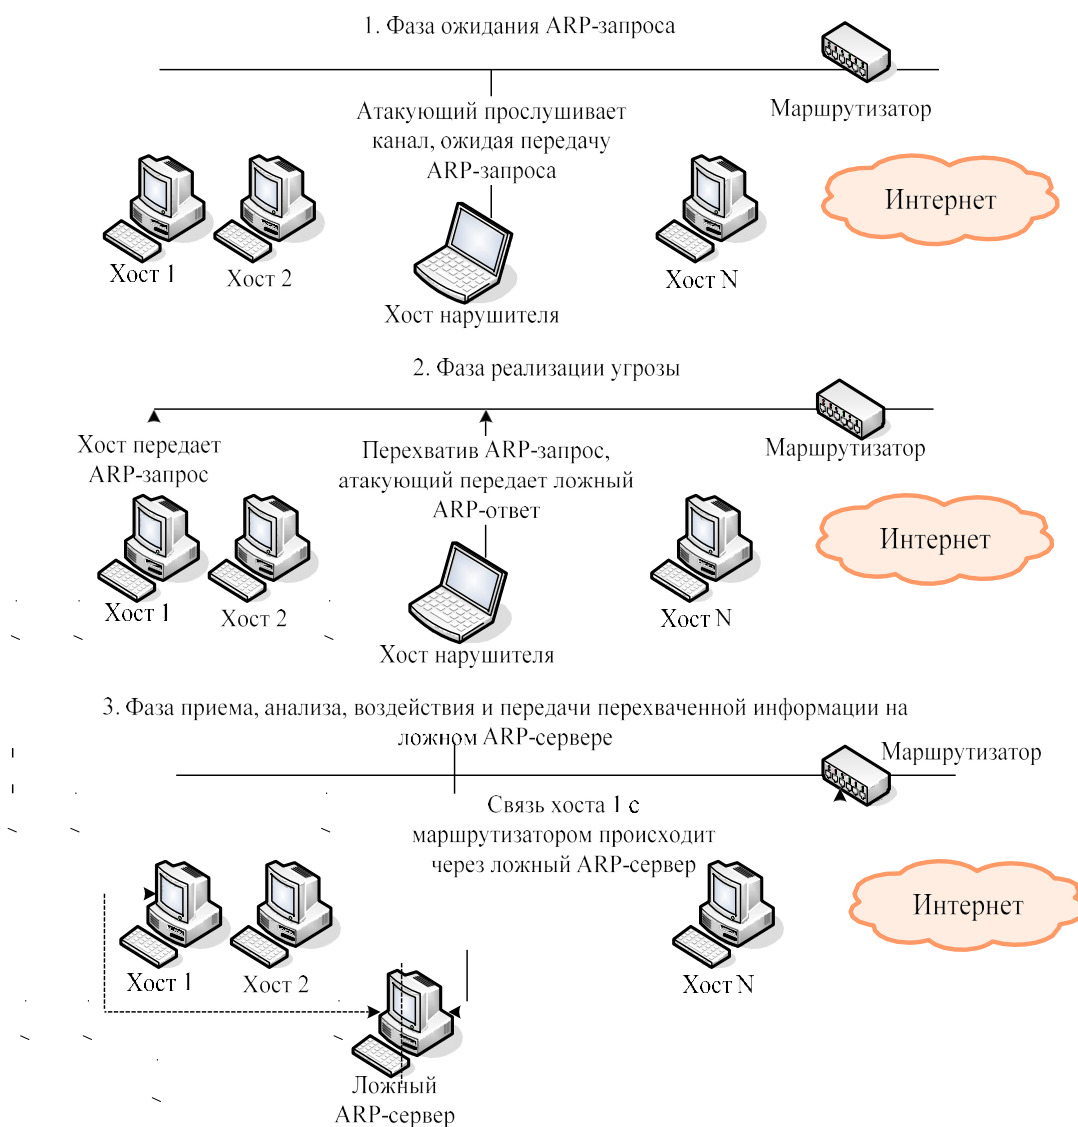 1. Фаза ожидания ARP-запроса
Маршрутизатор
Атакующий прослушивает
канал, ожидая передачу
ARP-запроса
Интернет
Хост 1
Хост 2
Хост N
Хост нарушителя
2. Фаза реализации угрозы
Хост передает
ARP-запрос
Перехватив ARP-запрос,
атакующий передает ложный
ARP-ответ
Маршрутизатор
Интернет
Хост 1
Хост 2
Хост N
Хост нарушителя
3. Фаза приема, анализа, воздействия и передачи перехваченной информации на
ложном ARP-сервере
Маршрутизатор
Связь хоста 1 с
маршрутизатором происходит
через ложный ARP-сервер
Интернет
Хост 1
Хост 2
Хост N
Ложный
ARP-сервер